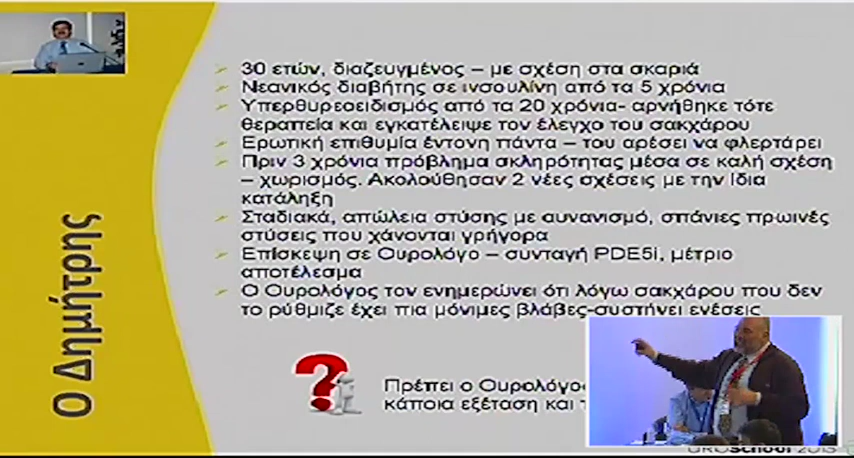 30 ετών, διαζευγμένος – με σχέση στα σκαριά
Νεανικός διαβήτης σε ινσουλίνη από τα 5 χρόνια
Υπερθυρεοειδισμός από τα 20 χρόνια- αρνήθηκε τότε
θεραπεία και εγκατέλειψε τον έλεγχο του σακχάρου
Ερωτική επιθυμία έντονη πάντα – του αρέσει να φλερτάρει
Πριν 3 χρόνια πρόβλημα σκληρότητας μέσα σε καλή σχέση
– χωρισμός. Ακολούθησαν 2 νέες σχέσεις με την ίδια
κατάληξη
Σταδιακά, απώλεια στύσης με αυνανισμό, σπάνιες πρωινές
στύσεις που χάνονται γρήγορα
Επίσκεψη σε Ουρολόγο – συνταγή PDE5i, μέτριο
αποτέλεσμα
Ο Ουρολόγος τον ενημερώνει ότι λόγω σακχάρου που δεν
το ρύθμιζε έχει πια μόνιμες βλάβες-συστήνει ενέσεις
Ο Δημήτρης
?
Πρέπει ο Ουρολόγος
κάποια εξέταση και
UROSchool 2013